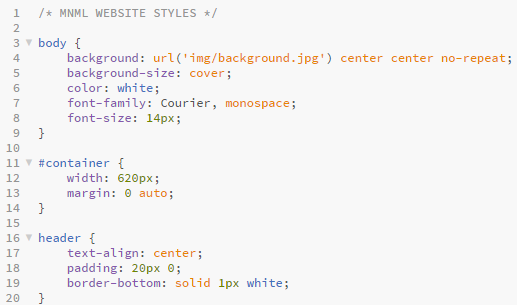 1 /* MNML WEBSITE STYLES */
2
3 body {
4     background: url('img/background.jpg') center center no-repeat;
5     background-size: cover;
6     color: white;
7     font-family: Courier, monospace;
8     font-size: 14px;
9 }
10
11 #container {
12     width: 620px;
13     margin: 0 auto;
14 }
15
16 header {
17     text-align: center;
18     padding: 20px 0;
19     border-bottom: solid 1px white;
20 }